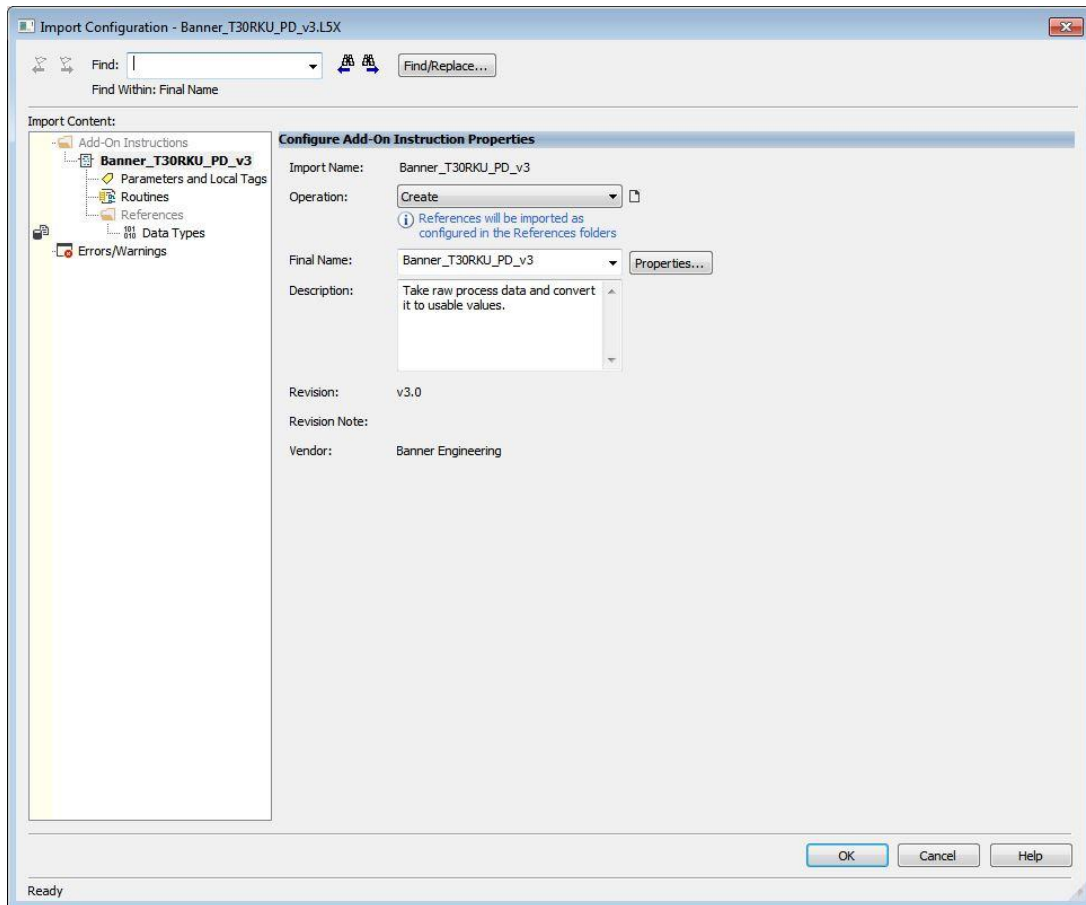 Import Configuration - Banner_T30RKU_PD_v3.L5X
Find:
Find/Replace...
Find Within: Final Name
Import Content:
Add-On Instructions
Banner_T30RKU_PD_v3
Parameters and Local Tags
Routines
References
Data Types
Errors/Warnings
Configure Add-On Instruction Properties
Import Name: Banner_T30RKU_PD_v3
Operation: Create
References will be imported as
configured in the References folders
Final Name: Banner_T30RKU_PD_v3 Properties...
Description: Take raw process data and convert
it to usable values.
Revision: v3.0
Revision Note:
Vendor: Banner Engineering
OK Cancel Help
Ready